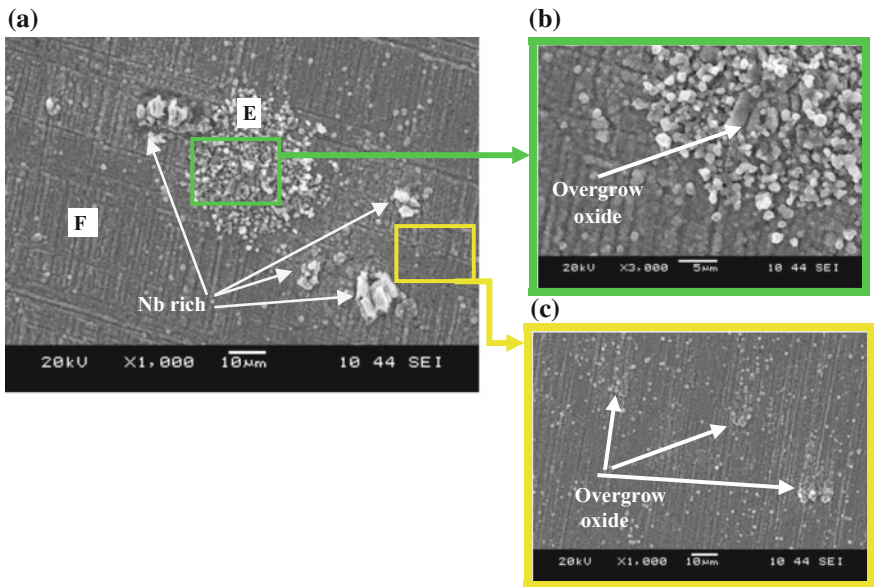 (a)
E
F
Nb rich
20kV X1,000 10μm 10 44 SEI
(b)
Overgrow
oxide
20kV X3,000 5μm 10 44 SEI
(c)
Overgrow
oxide
20kV X1,000 10μm 10 44 SEI